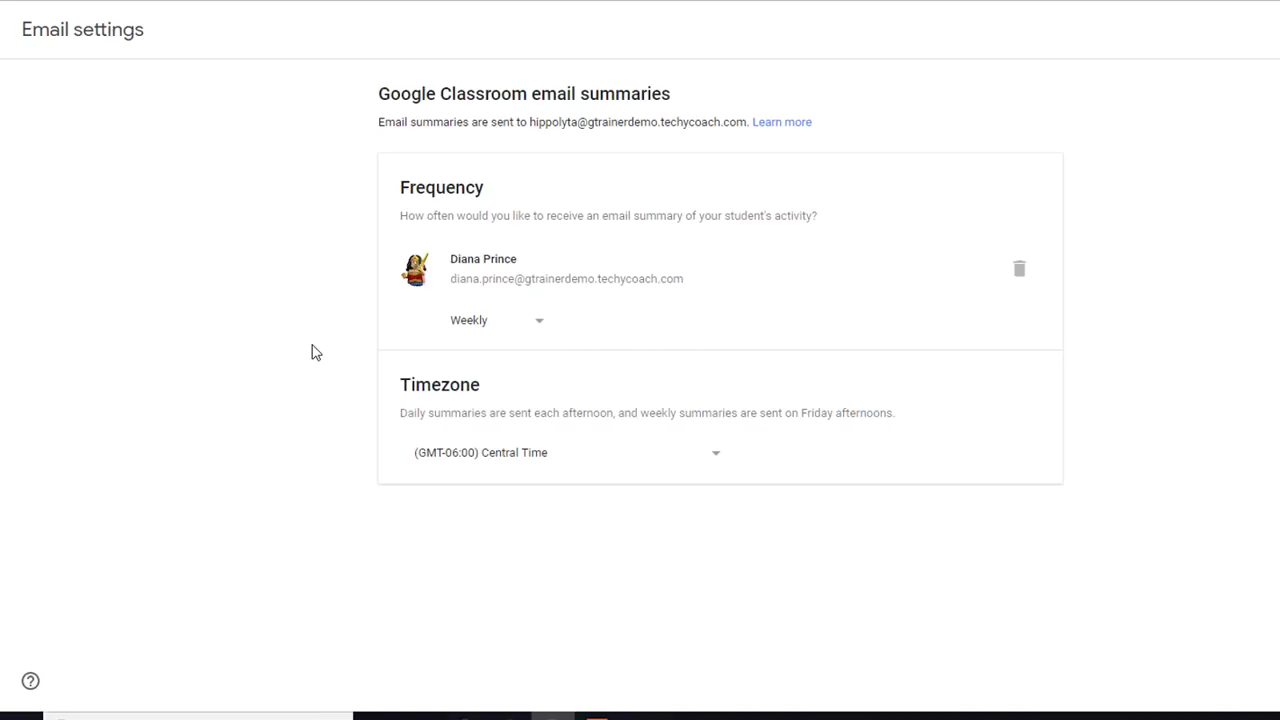 Email settings
Google Classroom email summaries
Email summaries are sent to hippolyta@gtrainerdemo.techycoach.com. Learn more
Frequency
How often would you like to receive an email summary of your student's activity?
Diana Prince
diana.prince@gtrainerdemo.techycoach.com
Weekly
Timezone
Daily summaries are sent each afternoon, and weekly summaries are sent on Friday afternoons.
(GMT-06:00) Central Time